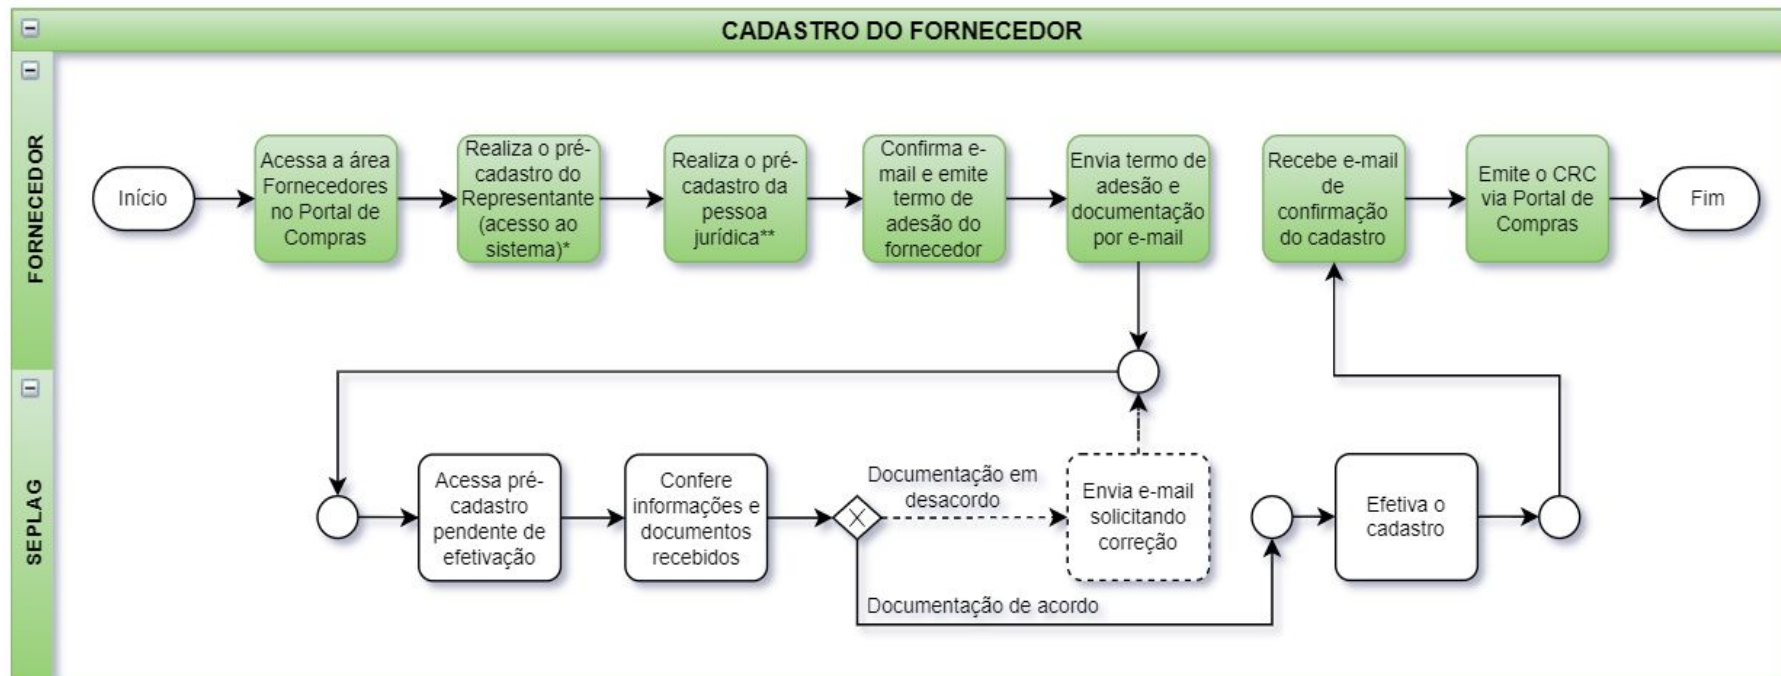 CADASTRO DO FORNECEDOR
FORNECEDOR
Início
Acessa a área
Fornecedores
no Portal de
Compras
Realiza o pré-
cadastro do
Representante
(acesso ao
sistema)*
Realiza o pré-
cadastro da
pessoa
jurídica**
Confirma e-
mail e emite
termo de
adesão do
fornecedor
Envia termo de
adesão e
documentação
por e-mail
Recebe e-mail
de
confirmação
do cadastro
Emite o CRC
via Portal de
Compras
Fim
SEPLAG
Acessa pré-
cadastro
pendente de
efetivação
Confere
informações e
documentos
recebidos
X
Documentação em
desacordo
Envia e-mail
solicitando
correção
Documentação de acordo
Efetiva o
cadastro